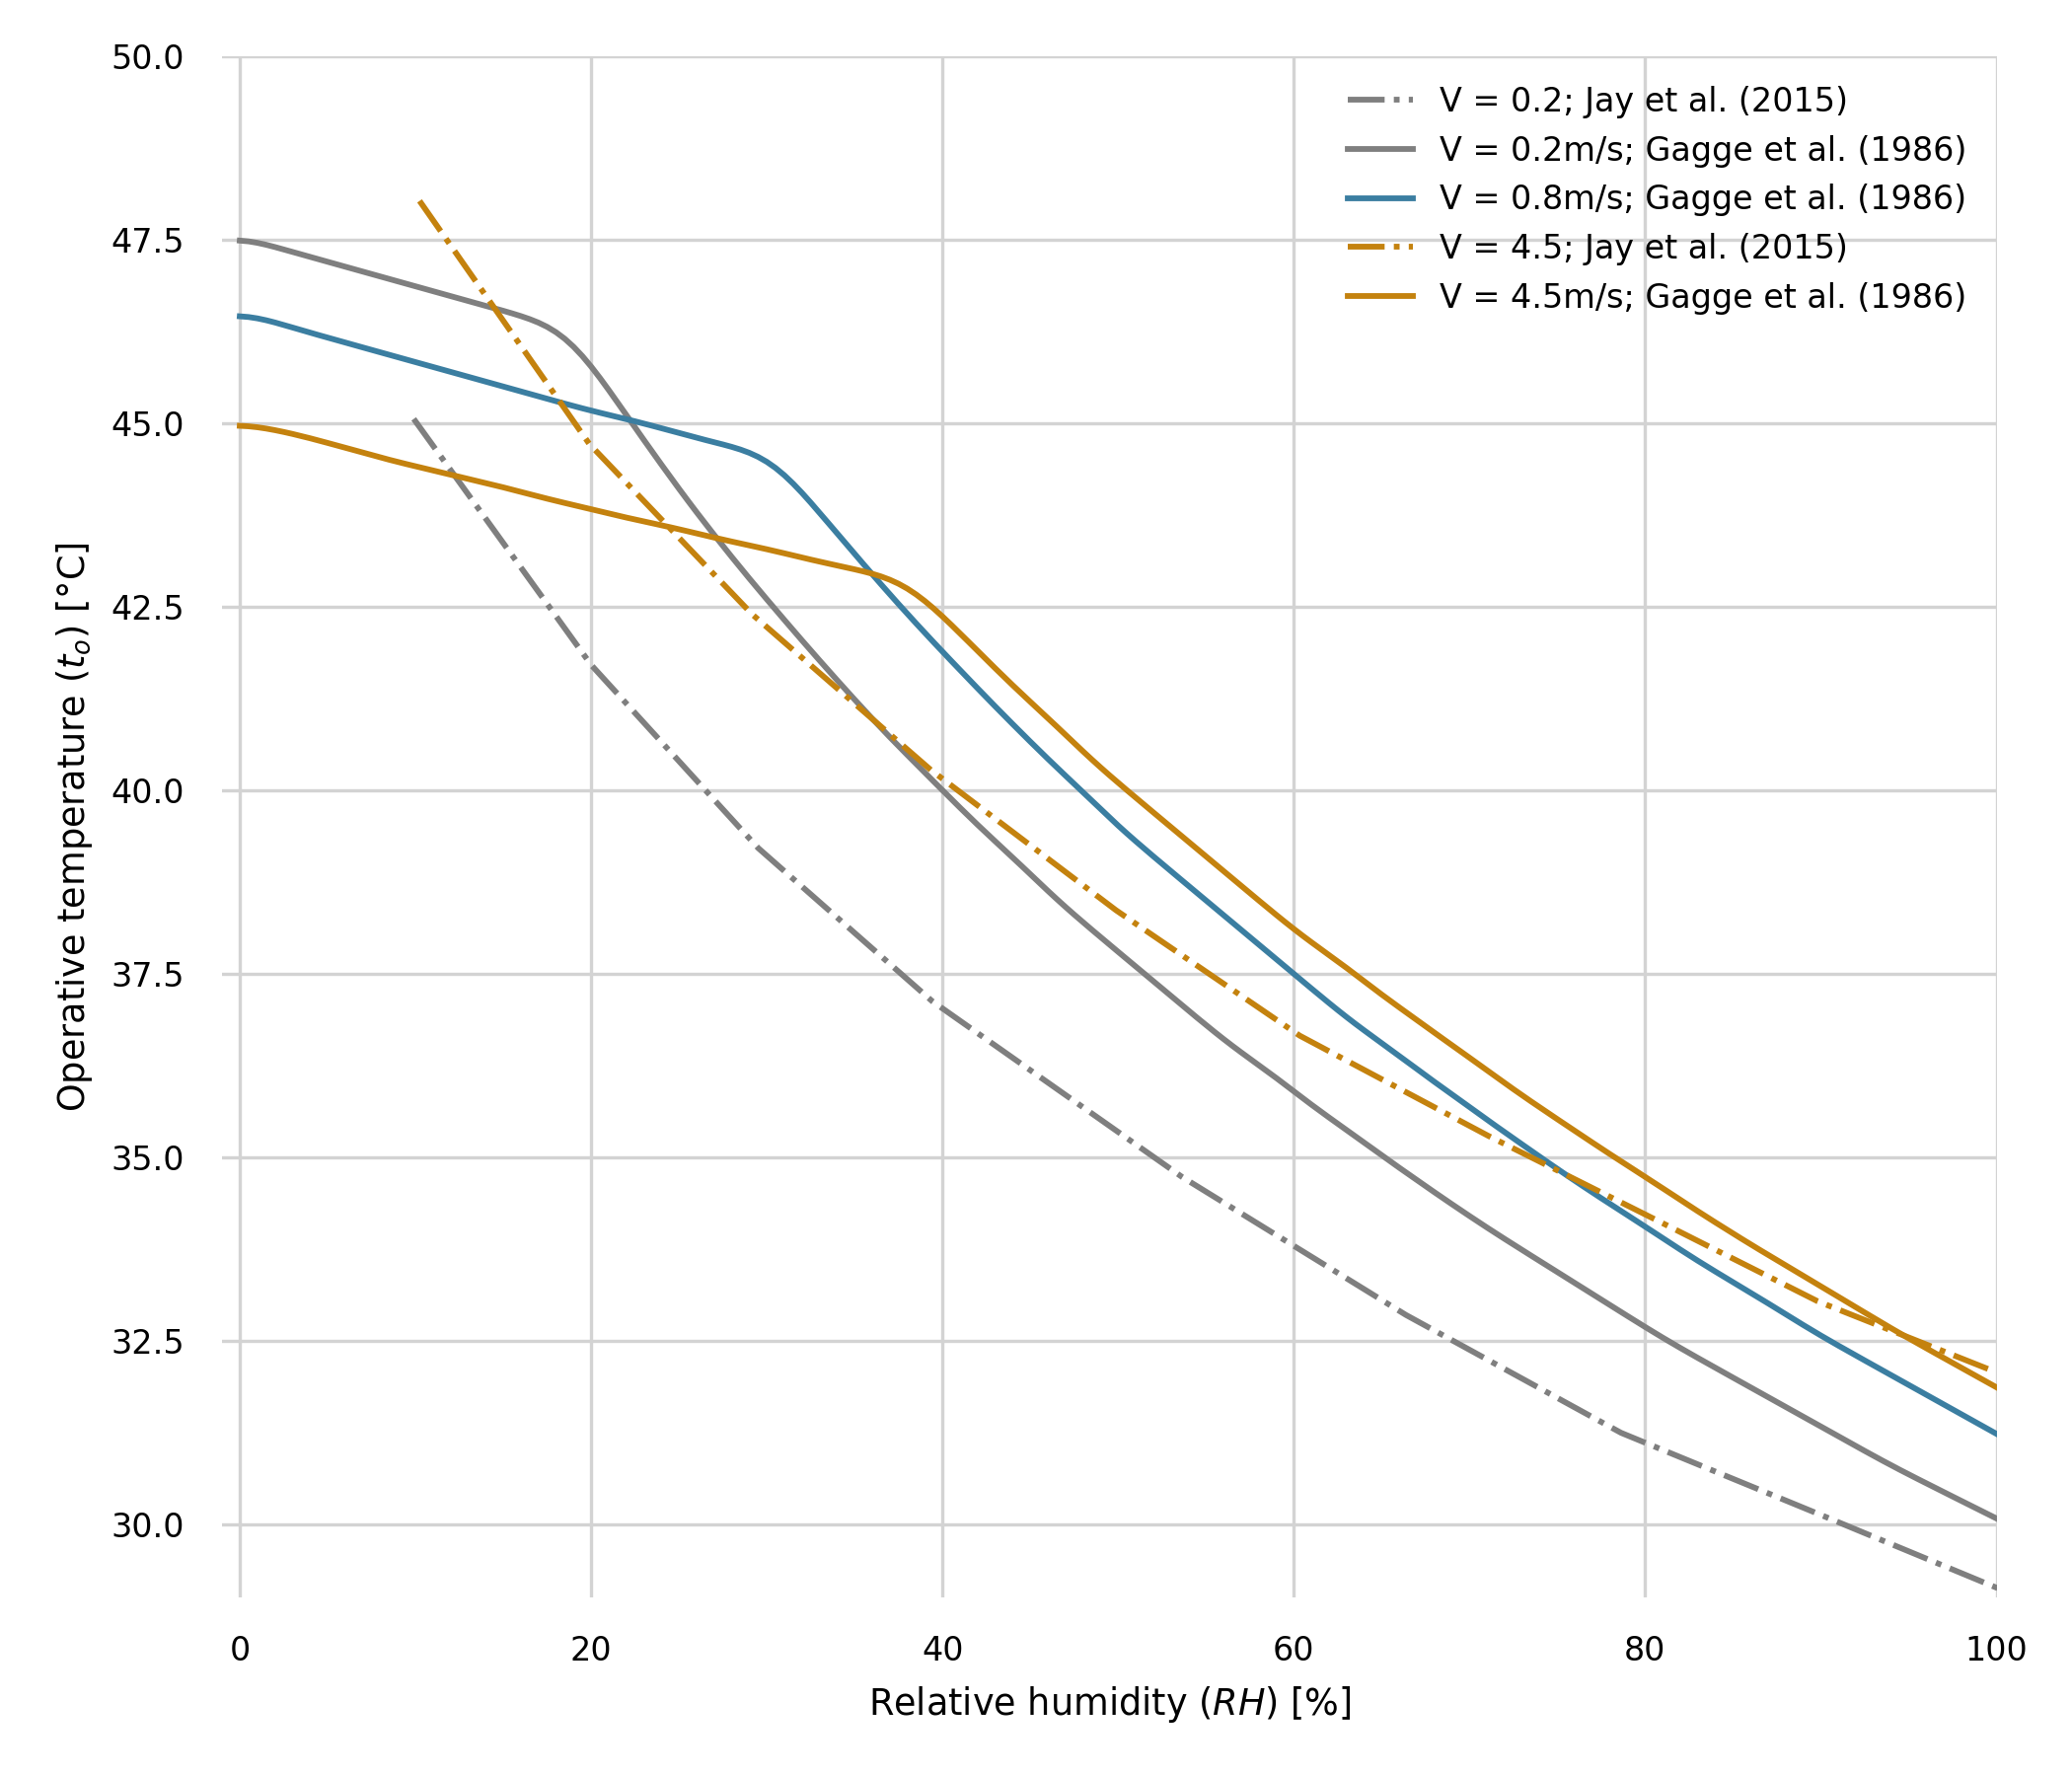 50.0
47.5
45.0
42.5
40.0
37.5
35.0
32.5
30.0
Operative temperature (to) [°C]
V = 0.2; Jay et al. (2015)
V = 0.2m/s; Gagge et al. (1986)
V = 0.8m/s; Gagge et al. (1986)
V = 4.5; Jay et al. (2015)
V = 4.5m/s; Gagge et al. (1986)
0 20 40 60 80 100
Relative humidity (RH) [%]